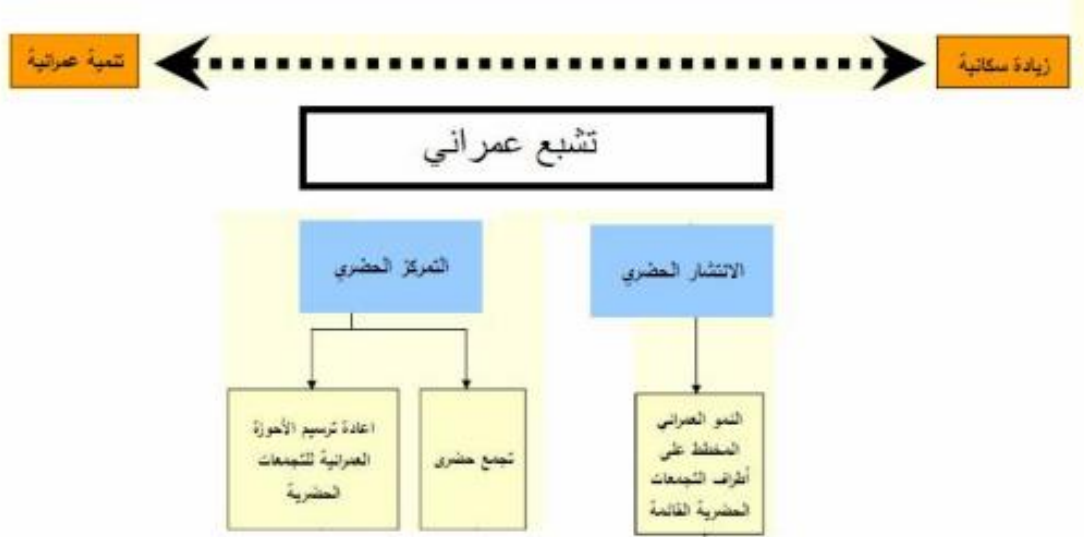 زيادة سكانية
تنمية عمرانية
تشبع عمراني
الانتشار الحضري
التمركز الحضري
النمو العمراني
المخطط على
أطراف التجمعات
الحضرية القائمة
تجمع حضرى
اعادة ترسيم الأحوزة
العمرانية للتجمعات
الحضرية